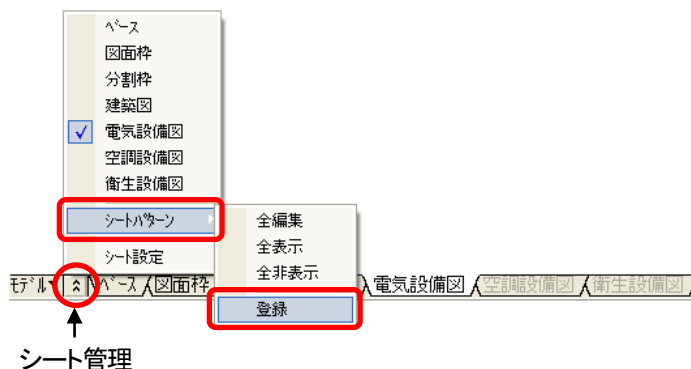 ベース
図面枠
分割枠
建築図
電気設備図
空調設備図
衛生設備図
シートパターン
シート設定
全編集
全表示
全非表示
登録
モデル ベース 図面枠 電気設備図 空調設備図 衛生設備図
シート管理